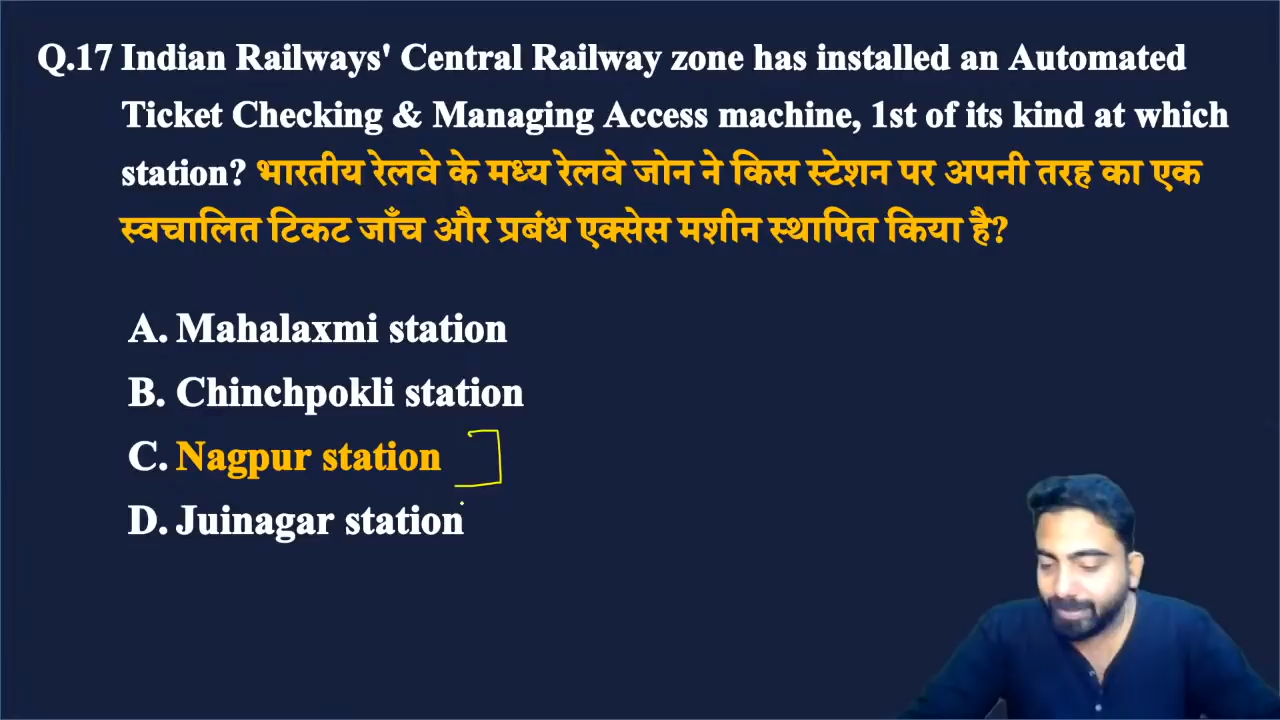 Q.17 Indian Railways' Central Railway zone has installed an Automated
Ticket Checking & Managing Access machine, 1st of its kind at which
station? भारतीय रेलवे के मध्य रेलवे जोन ने किस स्टेशन पर अपनी तरह का एक
स्वचालित टिकट जाँच और प्रबंध एक्सेस मशीन स्थापित किया है?
A. Mahalaxmi station
B. Chinchpokli station
C. Nagpur station
D. Juinagar station